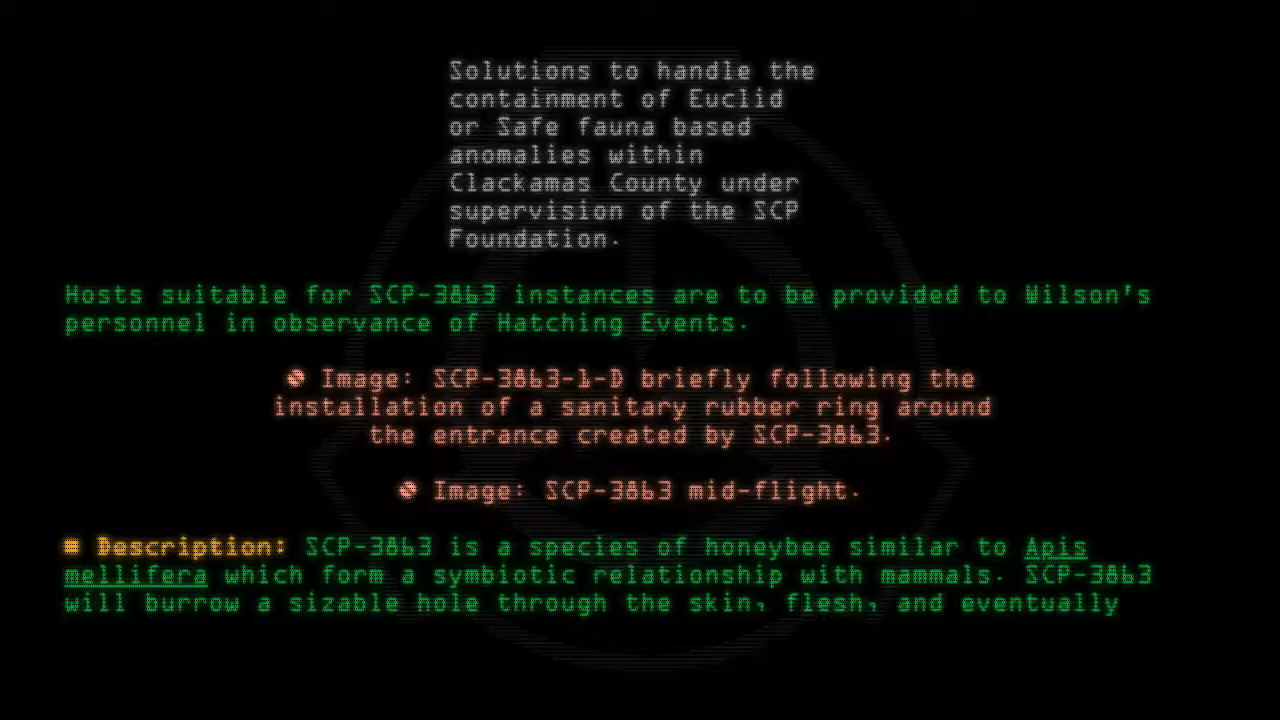 Solutions to handle the
containment of Euclid
or Safe fauna based
anomalies within
Clackamas County under
supervision of the SCP
Foundation.
Hosts suitable for SCP-3863 instances are to be provided to Wilson's
personnel in observance of Hatching Events.
Image: SCP-3863-1-D briefly following the
installation of a sanitary rubber ring around
the entrance created by SCP-3863.
Image: SCP-3863 mid-flight.
■ Description: SCP-3863 is a species of honeybee similar to Apis
mellifera which form a symbiotic relationship with mammals. SCP-3863
will burrow a sizable hole through the skin, flesh, and eventually